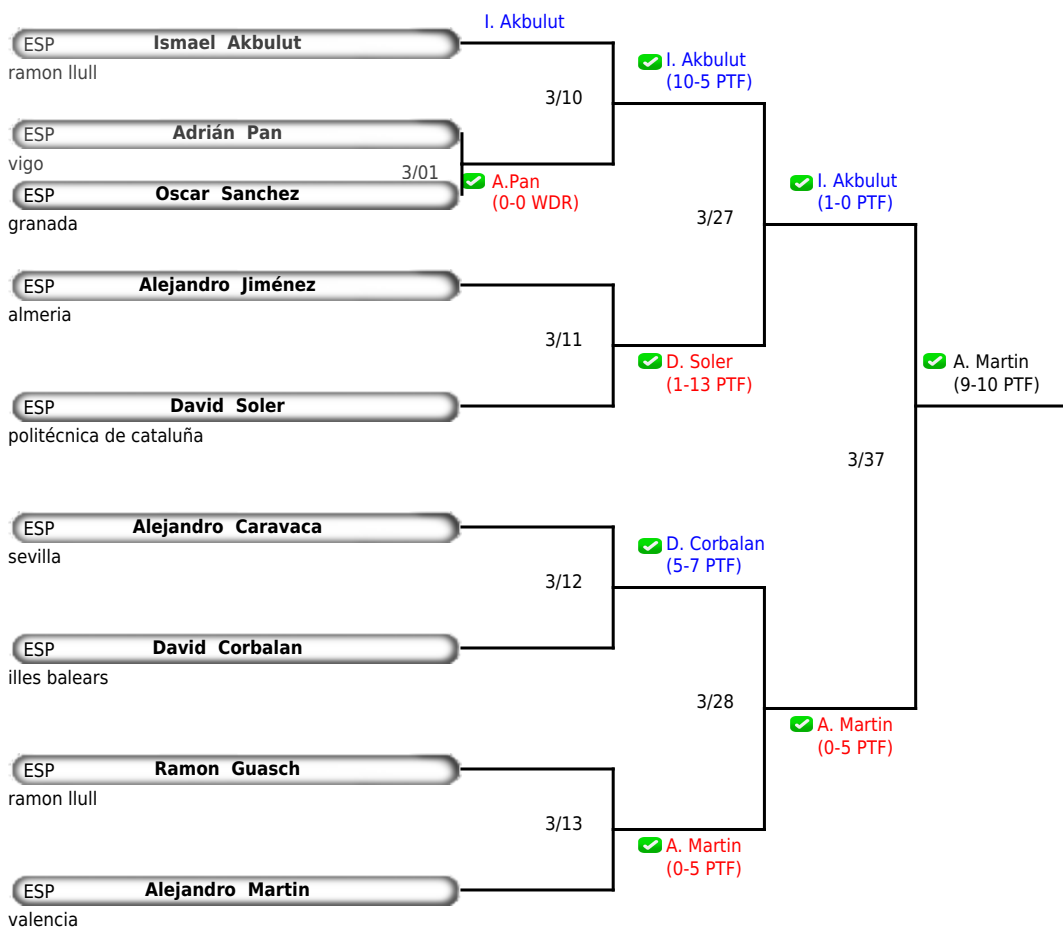 I. Akbulut
ESP Ismael Akbulut
ramon llull
I. Akbulut
(10-5 PTF)
3/10
ESP Adrián Pan
vigo
3/01
A.Pan
(0-0 WDR)
ESP Oscar Sanchez
granada
I. Akbulut
(1-0 PTF)
3/27
ESP Alejandro Jiménez
almeria
3/11
D. Soler
(1-13 PTF)
A. Martin
(9-10 PTF)
ESP David Soler
politécnica de cataluña
3/37
ESP Alejandro Caravaca
sevilla
D. Corbalan
(5-7 PTF)
3/12
ESP David Corbalan
illes balears
3/28
A. Martin
(0-5 PTF)
ESP Ramon Guasch
ramon llull
3/13
A. Martin
(0-5 PTF)
ESP Alejandro Martin
valencia